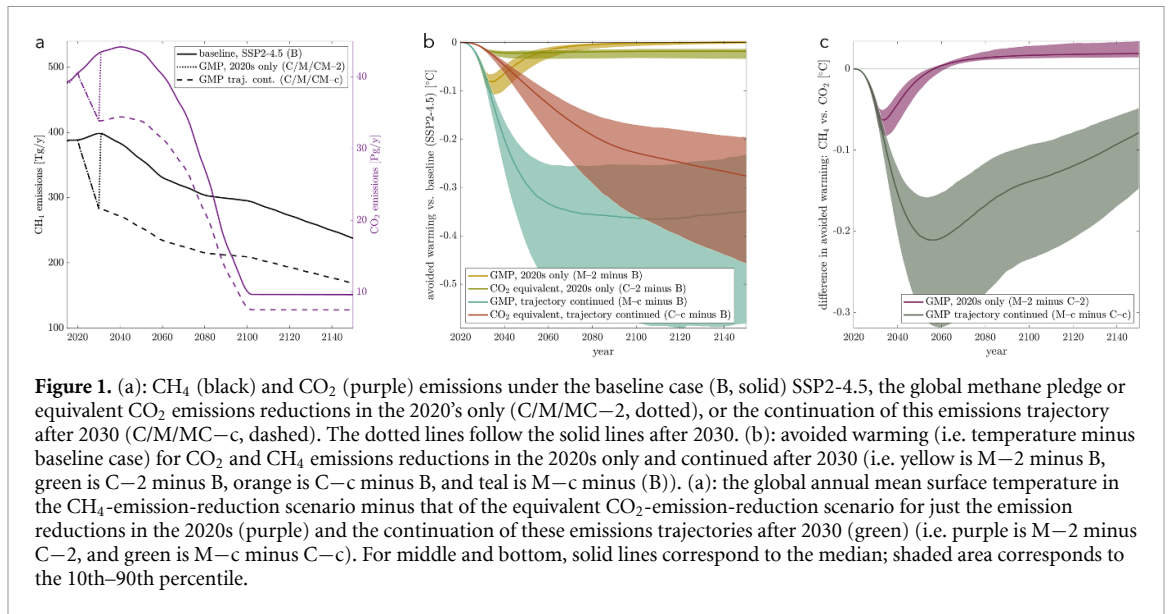 a
baseline, SSP2-4.5 (B)
GMP, 2020s only (C/M/CM–2)
GMP traj. cont. (C/M/CM–c)
500
400
300
200
100
CH₄ emissions [Tg/y]
40
30
20
10
CO₂ emissions [Pg/y]
2020 2040 2060 2080 2100 2120 2140
year
b
0
-0.1
-0.2
-0.3
-0.4
-0.5
avoided warming vs. baseline (SSP2-4.5) [°C]
GMP, 2020s only (M–2 minus B)
CO₂ equivalent, 2020s only (C–2 minus B)
GMP, trajectory continued (M–c minus B)
CO₂ equivalent, trajectory continued (C–c minus B)
2020 2040 2060 2080 2100 2120 2140
year
c
0
-0.1
-0.2
-0.3
difference in avoided warming: CH₄ vs. CO₂ [°C]
GMP, 2020s only (M–2 minus C–2)
GMP trajectory continued (M–c minus C–c)
2020 2040 2060 2080 2100 2120 2140
year
Figure 1. (a): CH₄ (black) and CO₂ (purple) emissions under the baseline case (B, solid) SSP2-4.5, the global methane pledge or
equivalent CO₂ emissions reductions in the 2020's only (C/M/MC−2, dotted), or the continuation of this emissions trajectory
after 2030 (C/M/MC−c, dashed). The dotted lines follow the solid lines after 2030. (b): avoided warming (i.e. temperature minus
baseline case) for CO₂ and CH₄ emissions reductions in the 2020s only and continued after 2030 (i.e. yellow is M−2 minus B,
green is C−2 minus B, orange is C−c minus B, and teal is M−c minus (B)). (a): the global annual mean surface temperature in
the CH₄-emission-reduction scenario minus that of the equivalent CO₂-emission-reduction scenario for just the emission
reductions in the 2020s (purple) and the continuation of these emissions trajectories after 2030 (green) (i.e. purple is M−2 minus
C−2, and green is M−c minus C−c). For middle and bottom, solid lines correspond to the median; shaded area corresponds to
the 10th–90th percentile.